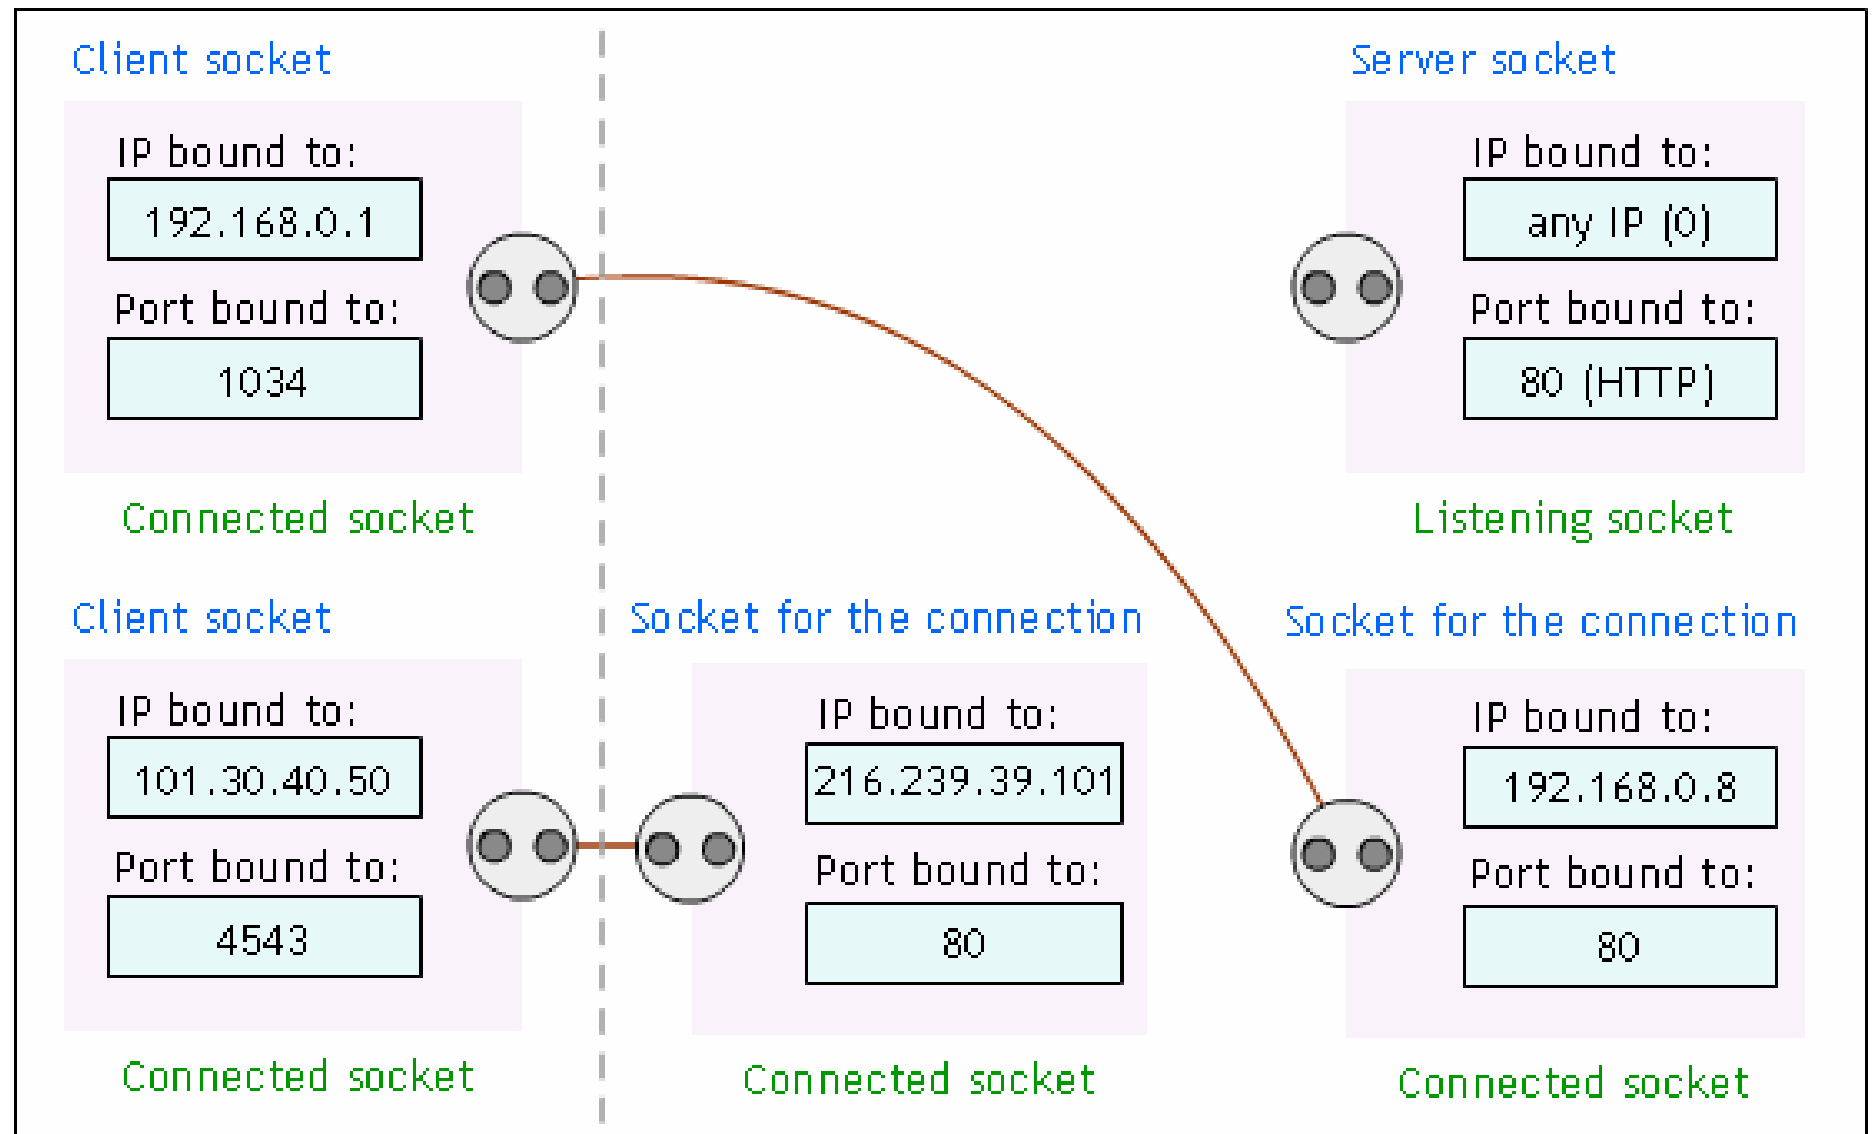 Client socket
IP bound to:
192.168.0.1
Port bound to:
1034
Connected socket
Server socket
IP bound to:
any IP (0)
Port bound to:
80 (HTTP)
Listening socket
Client socket
IP bound to:
101.30.40.50
Port bound to:
4543
Connected socket
Socket for the connection
IP bound to:
216.239.39.101
Port bound to:
80
Connected socket
Socket for the connection
IP bound to:
192.168.0.8
Port bound to:
80
Connected socket